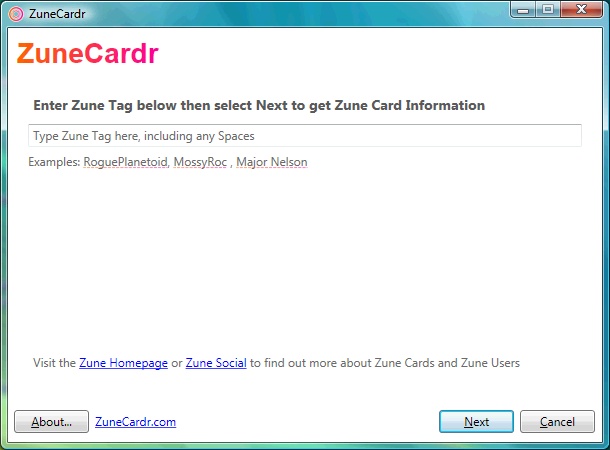 ZuneCardr
ZuneCardr
Enter Zune Tag below then select Next to get Zune Card Information
Type Zune Tag here, including any Spaces
Examples: RoguePlanetoid, MossyRoc , Major Nelson
Visit the Zune Homepage or Zune Social to find out more about Zune Cards and Zune Users
About... ZuneCardr.com Next Cancel